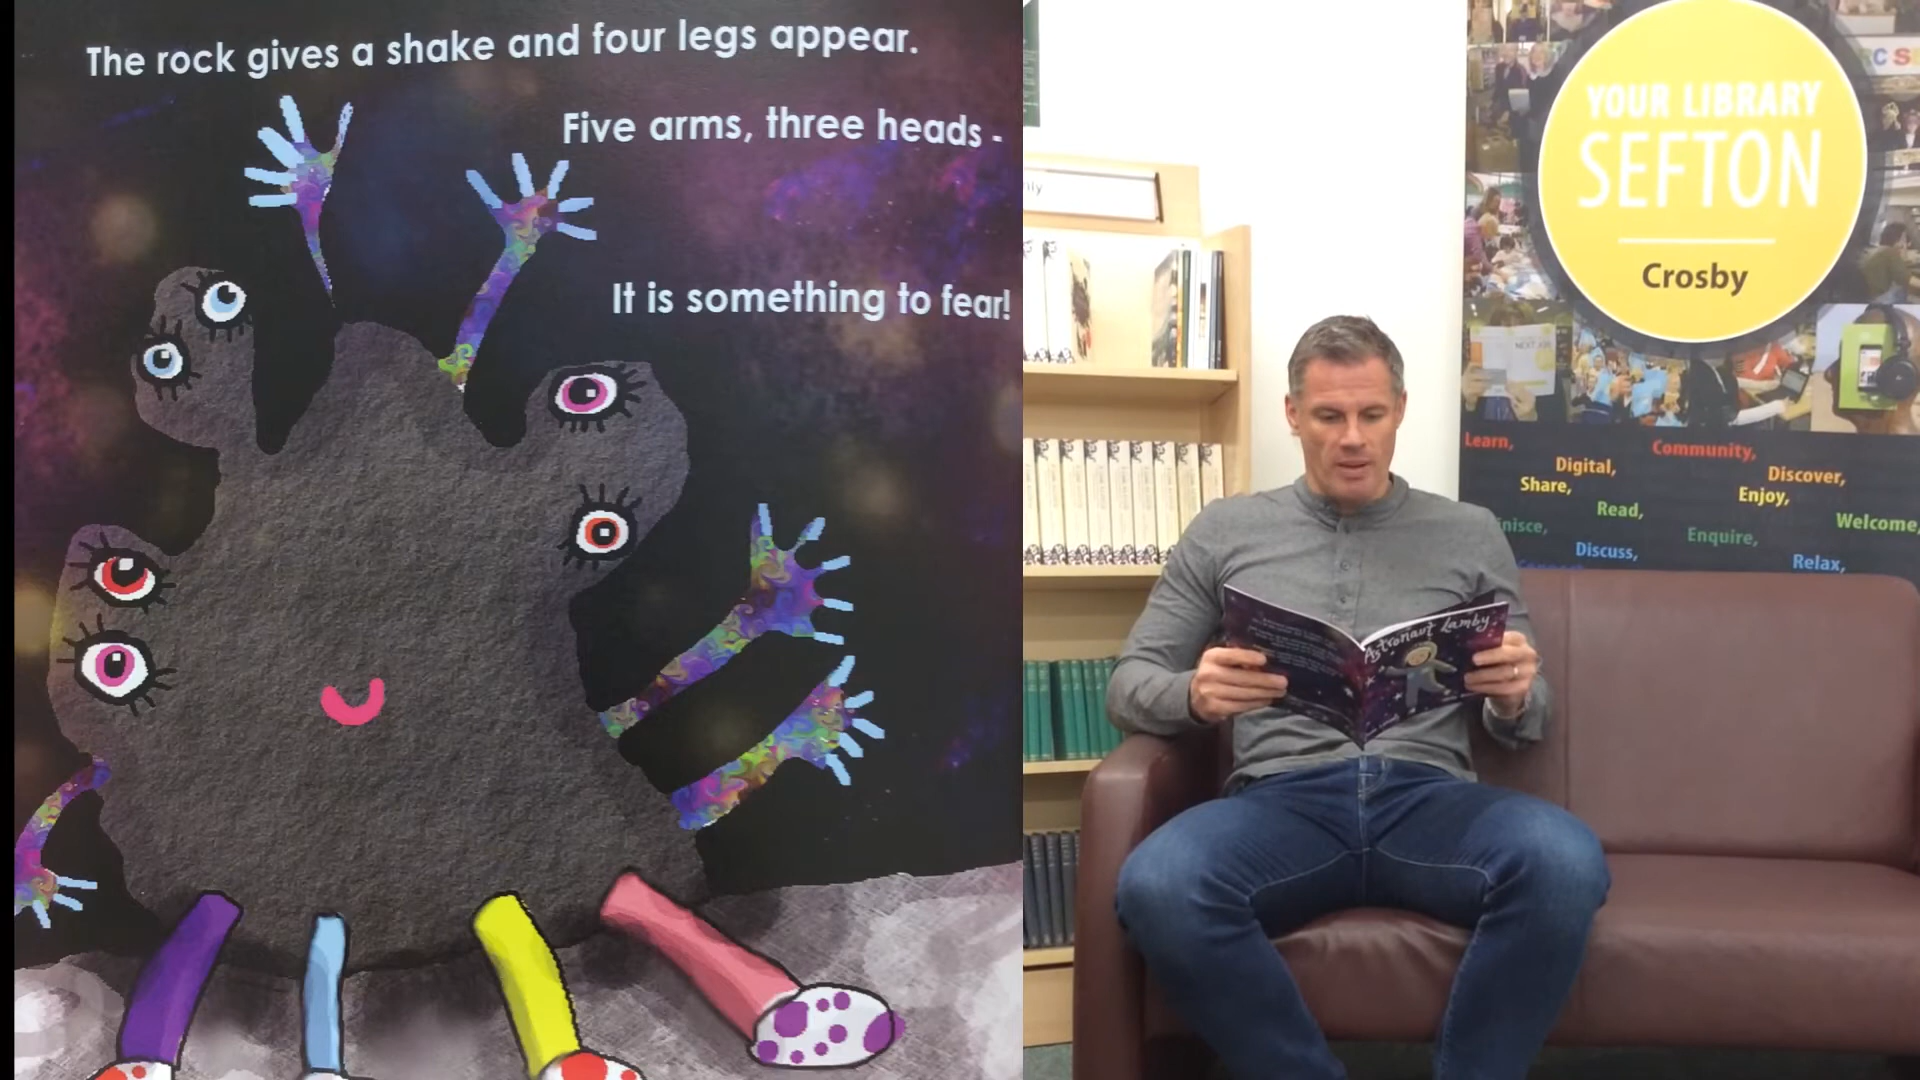 The rock gives a shake and four legs appear.
Five arms, three heads -
It is something to fear!
YOUR LIBRARY
SEFTON
Crosby
Learn,
Community,
Digital,
Discover,
Share,
Enjoy,
Read,
Welcome,
Enquire,
Discuss,
Relax,
Astronaut Lamby